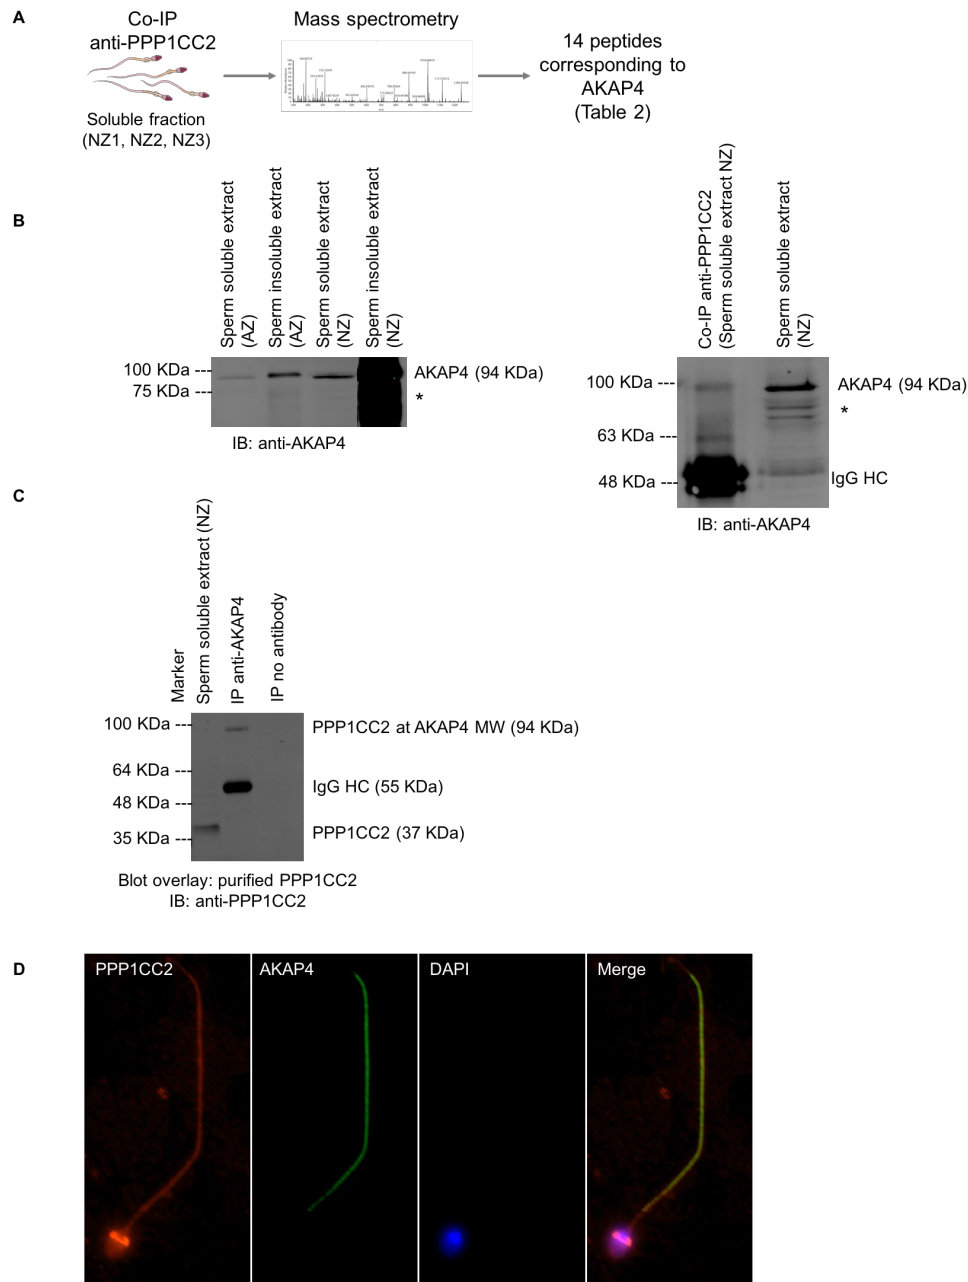 A
Co-IP
anti-PPP1CC2
Soluble fraction
(NZ1, NZ2, NZ3)
Mass spectrometry
14 peptides
corresponding to
AKAP4
(Table 2)
B
Sperm soluble extract
(AZ)
Sperm insoluble extract
(AZ)
Sperm soluble extract
(NZ)
Sperm insoluble extract
(NZ)
100 KDa ---
75 KDa ---
AKAP4 (94 KDa)
*
IB: anti-AKAP4
Co-IP anti-PPP1CC2
(Sperm soluble extract NZ)
Sperm soluble extract
(NZ)
100 KDa ---
63 KDa ---
48 KDa ---
AKAP4 (94 KDa)
*
IgG HC
IB: anti-AKAP4
C
Marker
Sperm soluble extract (NZ)
IP anti-AKAP4
IP no antibody
100 KDa ---
64 KDa ---
48 KDa ---
35 KDa ---
PPP1CC2 at AKAP4 MW (94 KDa)
IgG HC (55 KDa)
PPP1CC2 (37 KDa)
Blot overlay: purified PPP1CC2
IB: anti-PPP1CC2
D
PPP1CC2
AKAP4
DAPI
Merge